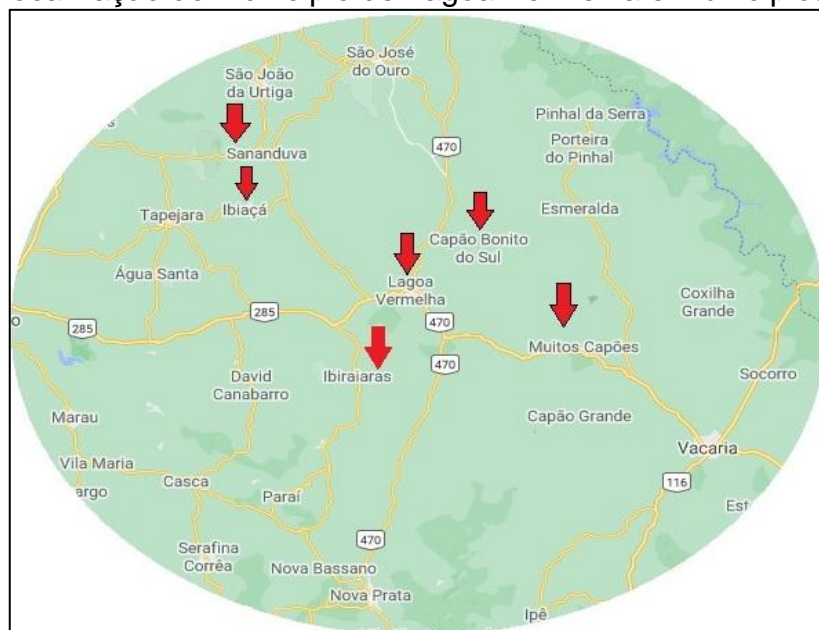 São José
do Ouro
São João
da Urtiga
Pinhal da Serra
Porteira
do Pinhal
470
Sananduva
Ibiaçá
Tapejara
Esmeralda
Capão Bonito
do Sul
Água Santa
Lagoa
Vermelha
Coxilha
Grande
285
470
285
Muitos Capões
470
Ibiraiaras
David
Canabarro
Socorro
Marau
Capão Grande
Vacaria
Vila Maria
Casca
116
Paraí
470
Serafina
Corrêa
Nova Bassano
Nova Prata
Ipê